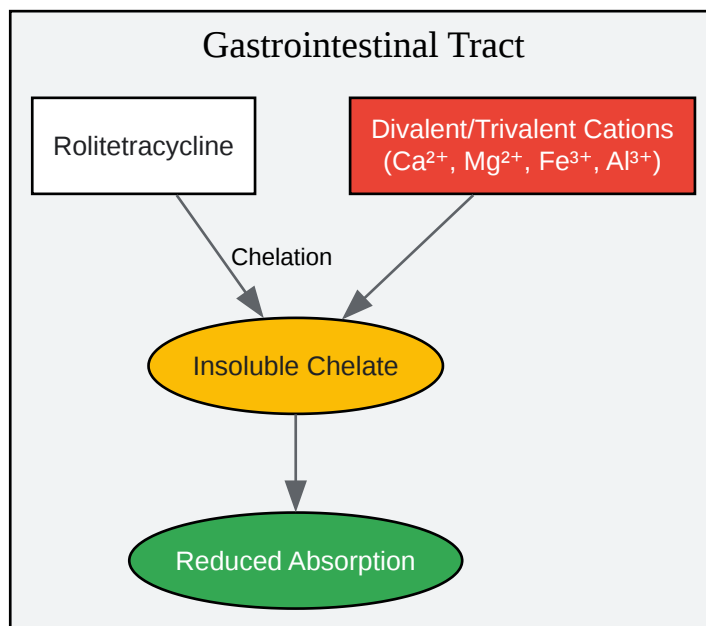 Gastrointestinal Tract
Rolitetracycline
Divalent/Trivalent Cations
(Ca²⁺, Mg²⁺, Fe³⁺, Al³⁺)
Chelation
Insoluble Chelate
Reduced Absorption